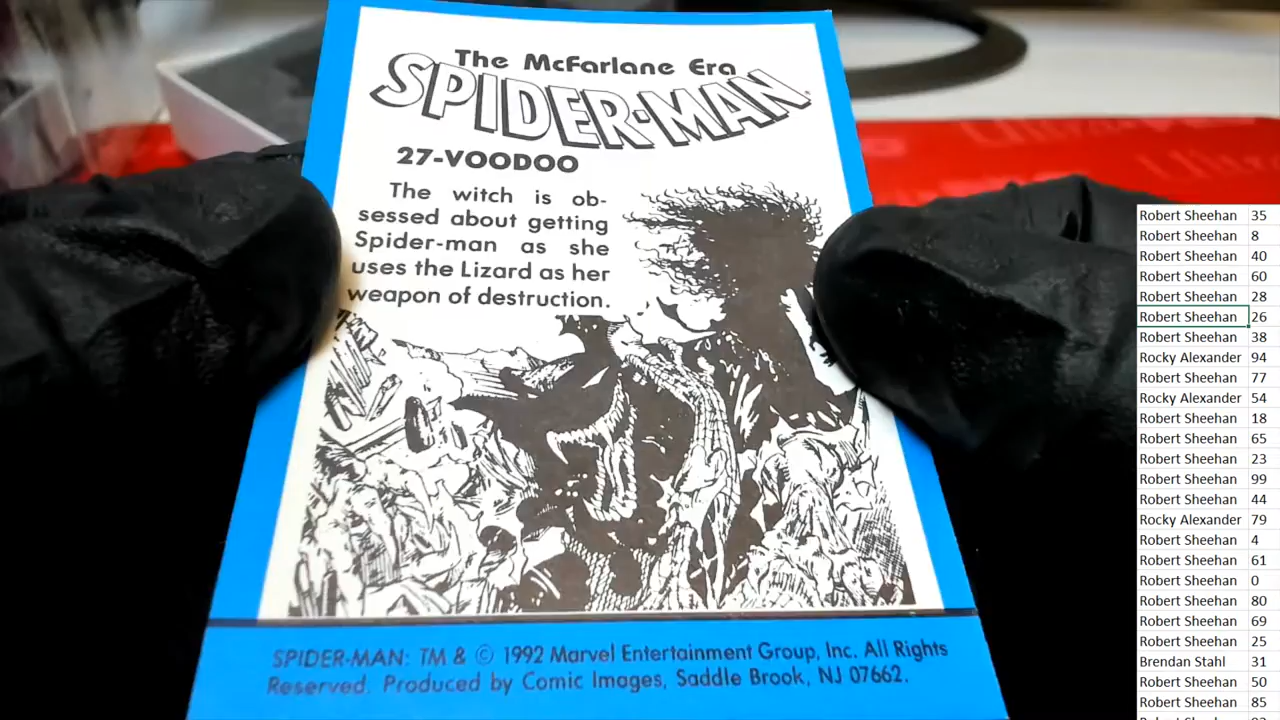 The McFarlane Era
SPIDER-MAN
27-VOODOO
The witch is ob-
sessed about getting
Spider-man as she
uses the Lizard as her
weapon of destruction.
SPIDER-MAN: TM & © 1992 Marvel Entertainment Group, Inc. All Rights
Reserved. Produced by Comic Images, Saddle Brook, NJ 07662.
Robert Sheehan 35
Robert Sheehan 8
Robert Sheehan 40
Robert Sheehan 60
Robert Sheehan 28
Robert Sheehan 26
Robert Sheehan 38
Rocky Alexander 94
Robert Sheehan 77
Rocky Alexander 54
Robert Sheehan 18
Robert Sheehan 65
Robert Sheehan 23
Robert Sheehan 99
Robert Sheehan 44
Rocky Alexander 79
Robert Sheehan 4
Robert Sheehan 61
Robert Sheehan 0
Robert Sheehan 80
Robert Sheehan 69
Robert Sheehan 25
Brendan Stahl 31
Robert Sheehan 50
Robert Sheehan 85